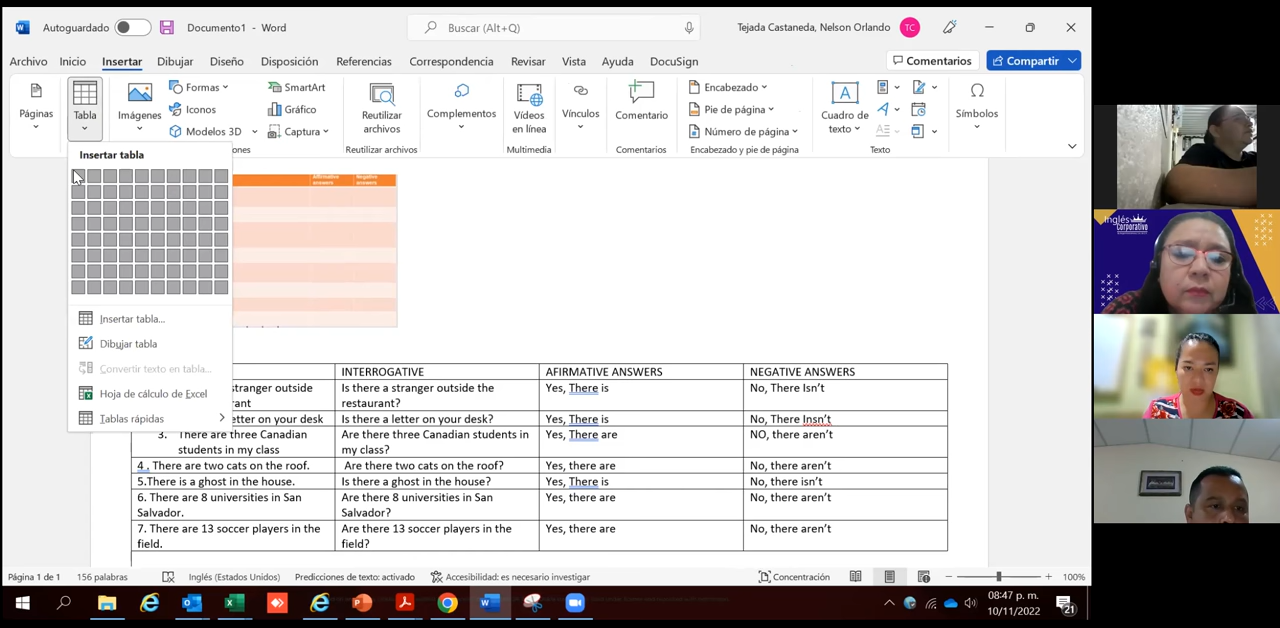 Autoguardado
Documento1 - Word
Buscar (Alt+Q)
Tejada Castaneda, Nelson Orlando
TC
Archivo Inicio Insertar Dibujar Diseño Disposición Referencias Correspondencia Revisar Vista Ayuda DocuSign
Comentarios
Compartir
Páginas
Tabla
Imágenes
Formas
Iconos
Modelos 3D
SmartArt
Gráfico
Captura
Reutilizar
archivos
Reutilizar archivos
Complementos
Vídeos
en línea
Multimedia
Vínculos
Comentario
Comentarios
Encabezado
Pie de página
Número de página
Encabezado y pie de página
Cuadro de
texto
Texto
Símbolos
Insertar tabla
Insertar tabla...
Dibujar tabla
Convertir texto en tabla...
Hoja de cálculo de Excel
Tablas rápidas
Affirmative
answers
Negative
answers
INTERROGATIVE
AFIRMATIVE ANSWERS
NEGATIVE ANSWERS
stranger outside
Is there a stranger outside the
restaurant?
Yes, There is
No, There Isn't
etter on your desk
Is there a letter on your desk?
Yes, There is
No, There Insn't
3. There are three Canadian
students in my class
Are there three Canadian students in
my class?
Yes, There are
NO, there aren't
4 . There are two cats on the roof.
Are there two cats on the roof?
Yes, there are
No, there aren't
5.There is a ghost in the house.
Is there a ghost in the house?
Yes, There is
No, there isn't
6. There are 8 universities in San
Salvador.
Are there 8 universities in San
Salvador?
Yes, there are
No, there aren't
7. There are 13 soccer players in the
field.
Are there 13 soccer players in the
field?
Yes, there are
No, there aren't
Página 1 de 1
156 palabras
Inglés (Estados Unidos)
Predicciones de texto: activado
Accesibilidad: es necesario investigar
Concentración
100%
08:47 p. m.
10/11/2022
21
Inglés
Corporativo